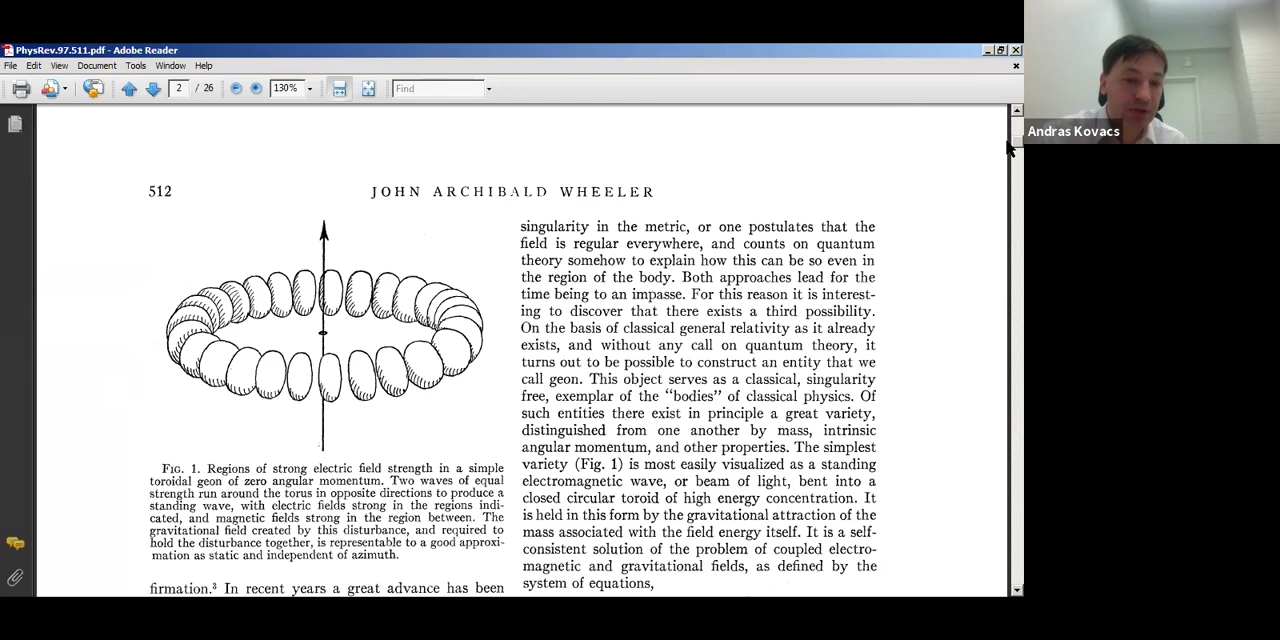 PhysRev.97.511.pdf - Adobe Reader
File Edit View Document Tools Window Help
2 / 26 130% Find
Andras Kovacs
512 JOHN ARCHIBALD WHEELER
FIG. 1. Regions of strong electric field strength in a simple
toroidal geon of zero angular momentum. Two waves of equal
strength run around the torus in opposite directions to produce a
standing wave, with electric fields strong in the regions indi-
cated, and magnetic fields strong in the region between. The
gravitational field created by this disturbance, and required to
hold the disturbance together, is representable to a good approxi-
mation as static and independent of azimuth.
firmation.³ In recent years a great advance has been
singularity in the metric, or one postulates that the
field is regular everywhere, and counts on quantum
theory somehow to explain how this can be so even in
the region of the body. Both approaches lead for the
time being to an impasse. For this reason it is interest-
ing to discover that there exists a third possibility.
On the basis of classical general relativity as it already
exists, and without any call on quantum theory, it
turns out to be possible to construct an entity that we
call geon. This object serves as a classical, singularity
free, exemplar of the "bodies" of classical physics. Of
such entities there exist in principle a great variety,
distinguished from one another by mass, intrinsic
angular momentum, and other properties. The simplest
variety (Fig. 1) is most easily visualized as a standing
electromagnetic wave, or beam of light, bent into a
closed circular toroid of high energy concentration. It
is held in this form by the gravitational attraction of the
mass associated with the field energy itself. It is a self-
consistent solution of the problem of coupled electro-
magnetic and gravitational fields, as defined by the
system of equations,